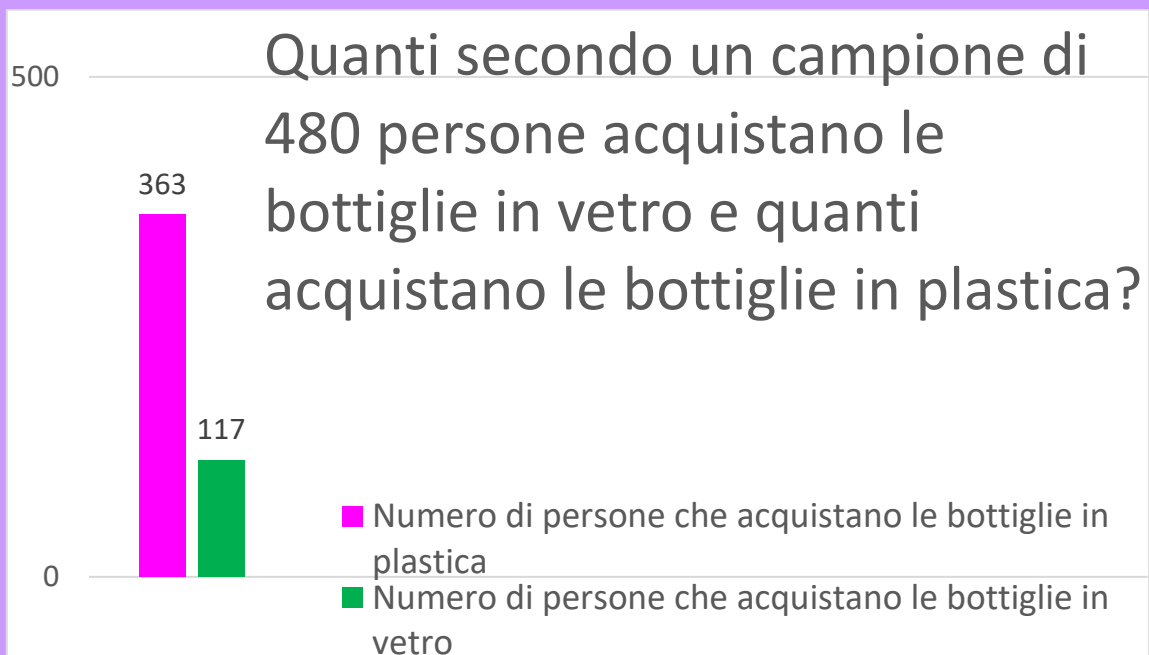 Quanti secondo un campione di
480 persone acquistano le
bottiglie in vetro e quanti
acquistano le bottiglie in plastica?
500
363
117
0
Numero di persone che acquistano le bottiglie in
plastica
Numero di persone che acquistano le bottiglie in
vetro